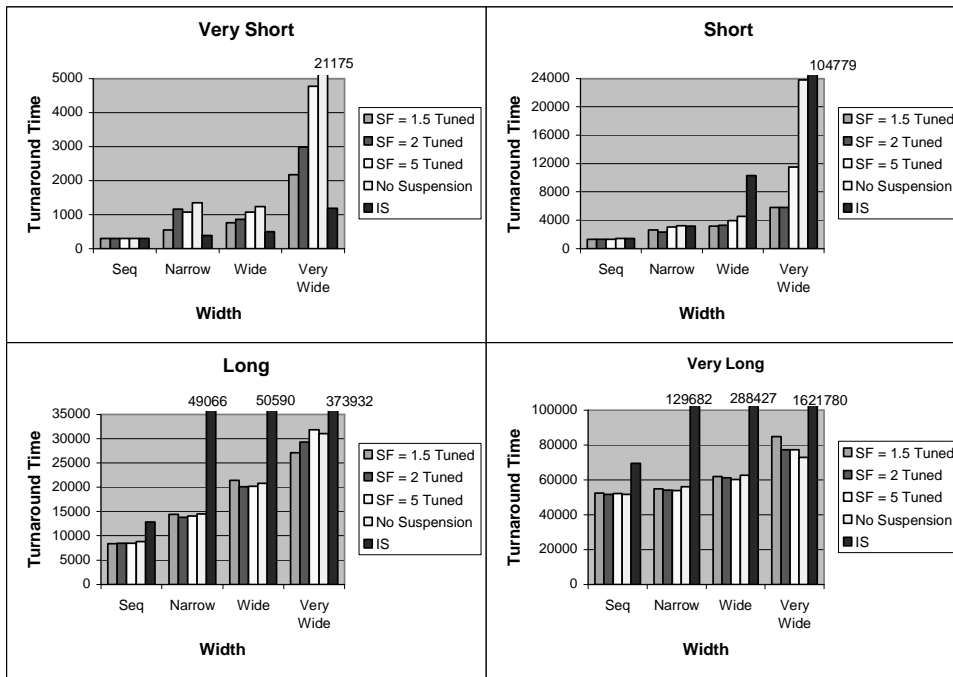 Very Short
21175
5000
4000
3000
2000
1000
0
Turnaround Time
Seq
Narrow
Wide
Very
Wide
Width
SF = 1.5 Tuned
SF = 2 Tuned
SF = 5 Tuned
No Suspension
IS
Short
104779
24000
20000
16000
12000
8000
4000
0
Turnaround Time
Seq
Narrow
Wide
Very
Wide
Width
SF = 1.5 Tuned
SF = 2 Tuned
SF = 5 Tuned
No Suspension
IS
Long
49066
50590
373932
35000
30000
25000
20000
15000
10000
5000
0
Turnaround Time
Seq
Narrow
Wide
Very
Wide
Width
SF = 1.5 Tuned
SF = 2 Tuned
SF = 5 Tuned
No Suspension
IS
Very Long
129682
288427
1621780
100000
80000
60000
40000
20000
0
Turnaround Time
Seq
Narrow
Wide
Very
Wide
Width
SF = 1.5 Tuned
SF = 2 Tuned
SF = 5 Tuned
No Suspension
IS